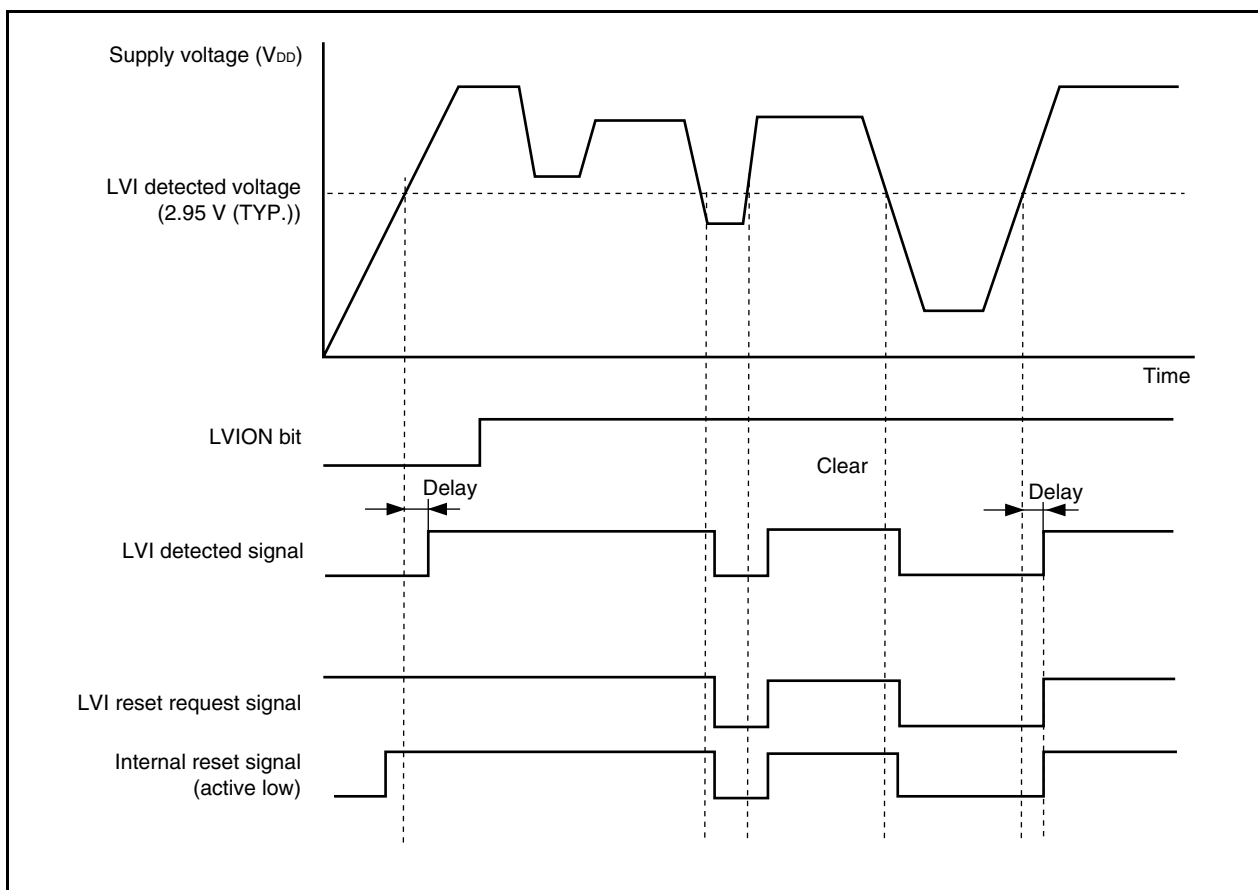 Supply voltage (VDD)
LVI detected voltage
(2.95 V (TYP.))
Time
LVION bit
Clear
Delay
Delay
LVI detected signal
LVI reset request signal
Internal reset signal
(active low)